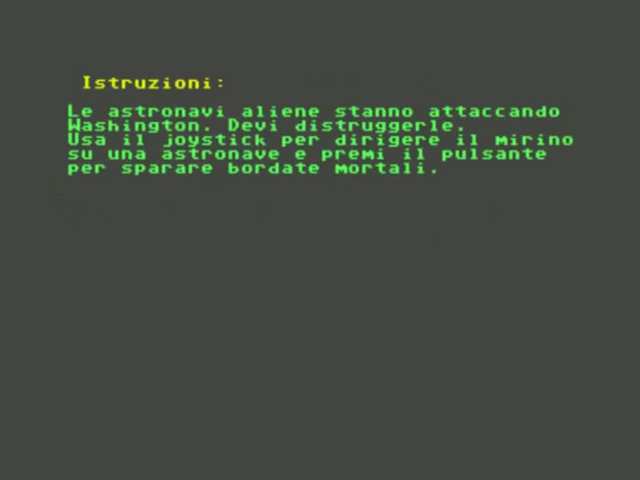 Istruzioni:
Le astronavi aliene stanno attaccando
Washington. Devi distruggerle.
Usa il joystick per dirigere il mirino
su una astronave e premi il pulsante
per sparare bordate mortali.